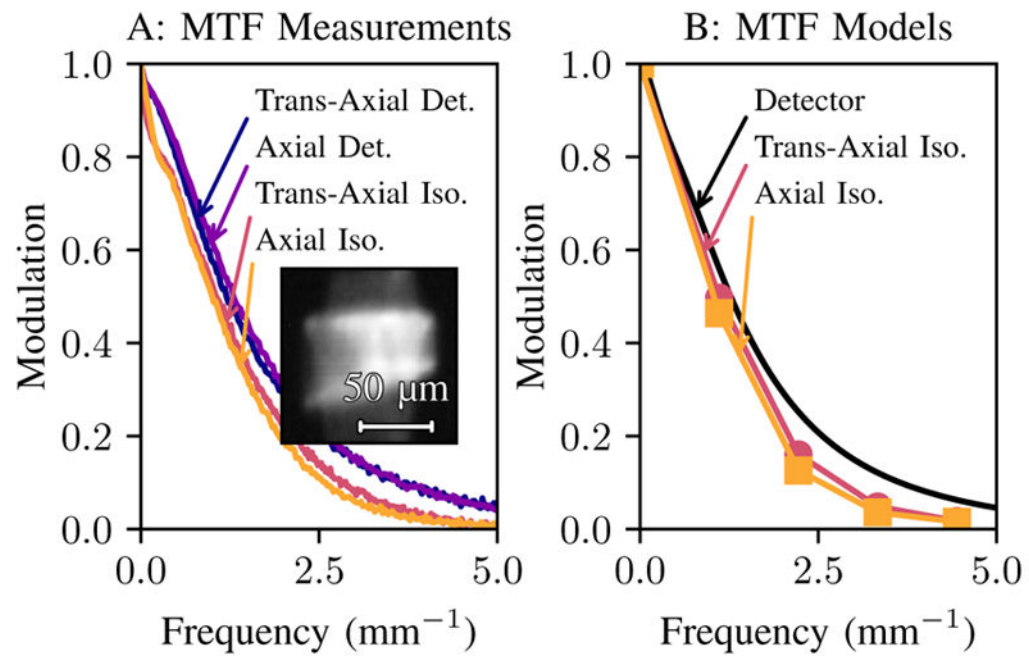 A: MTF Measurements
1.0
0.8
0.6
0.4
0.2
0.0
Modulation
Trans-Axial Det.
Axial Det.
Trans-Axial Iso.
Axial Iso.
50 μm
0.0
2.5
5.0
Frequency (mm⁻¹)
B: MTF Models
1.0
0.8
0.6
0.4
0.2
0.0
Modulation
Detector
Trans-Axial Iso.
Axial Iso.
0.0
2.5
5.0
Frequency (mm⁻¹)